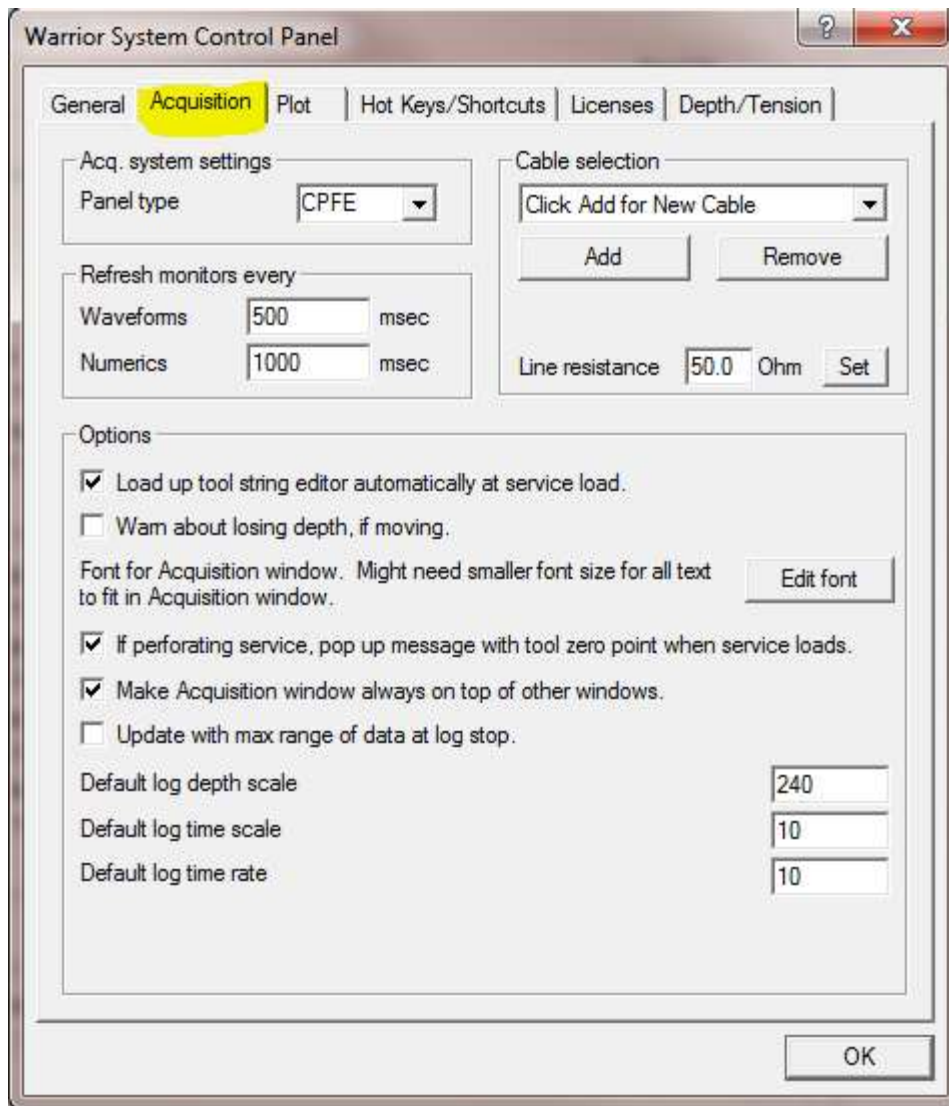 Warrior System Control Panel
General Acquisition Plot Hot Keys/Shortcuts Licenses Depth/Tension
Acq. system settings
Panel type CPFE
Cable selection
Click Add for New Cable
Add Remove
Line resistance 50.0 Ohm Set
Refresh monitors every
Waveforms 500 msec
Numerics 1000 msec
Options
Load up tool string editor automatically at service load.
Warn about losing depth, if moving.
Font for Acquisition window. Might need smaller font size for all text
to fit in Acquisition window.
Edit font
If perforating service, pop up message with tool zero point when service loads.
Make Acquisition window always on top of other windows.
Update with max range of data at log stop.
Default log depth scale 240
Default log time scale 10
Default log time rate 10
OK